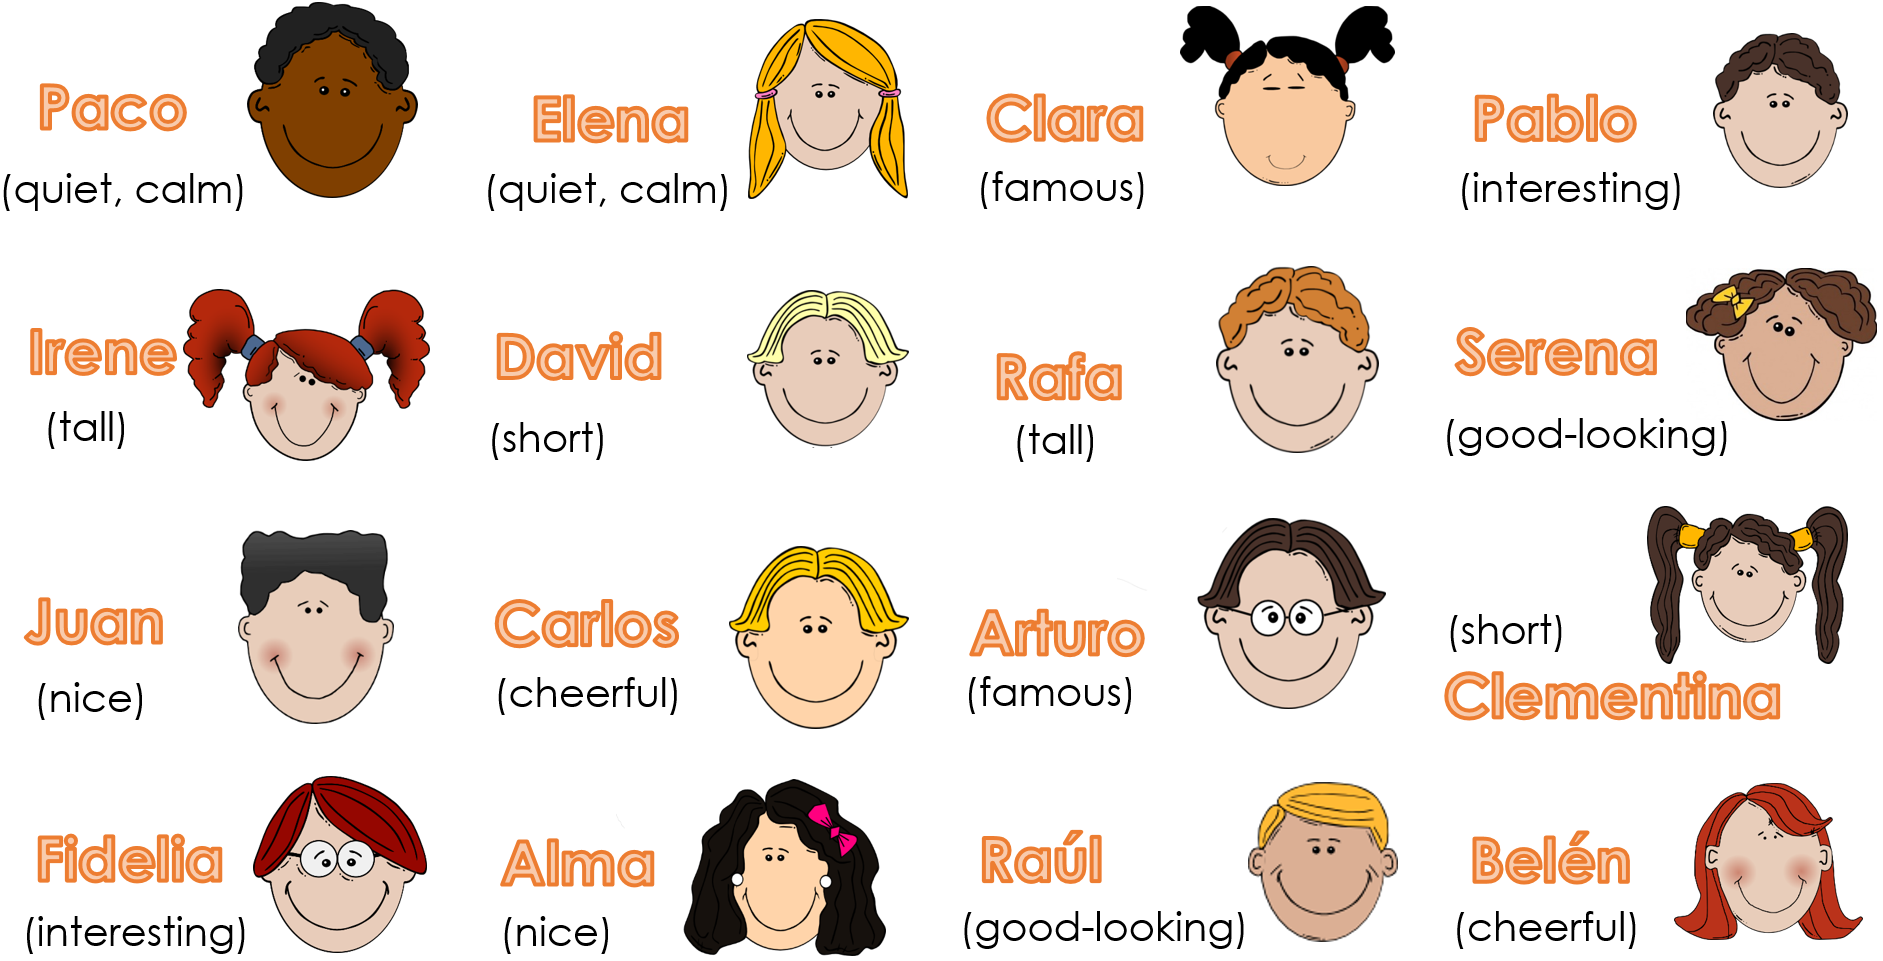 Paco
(quiet, calm)
Elena
(quiet, calm)
Clara
(famous)
Pablo
(interesting)
Irene
(tall)
David
(short)
Rafa
(tall)
Serena
(good-looking)
Juan
(nice)
Carlos
(cheerful)
Arturo
(famous)
(short)
Clementina
Fidelia
(interesting)
Alma
(nice)
Raúl
(good-looking)
Belén
(cheerful)